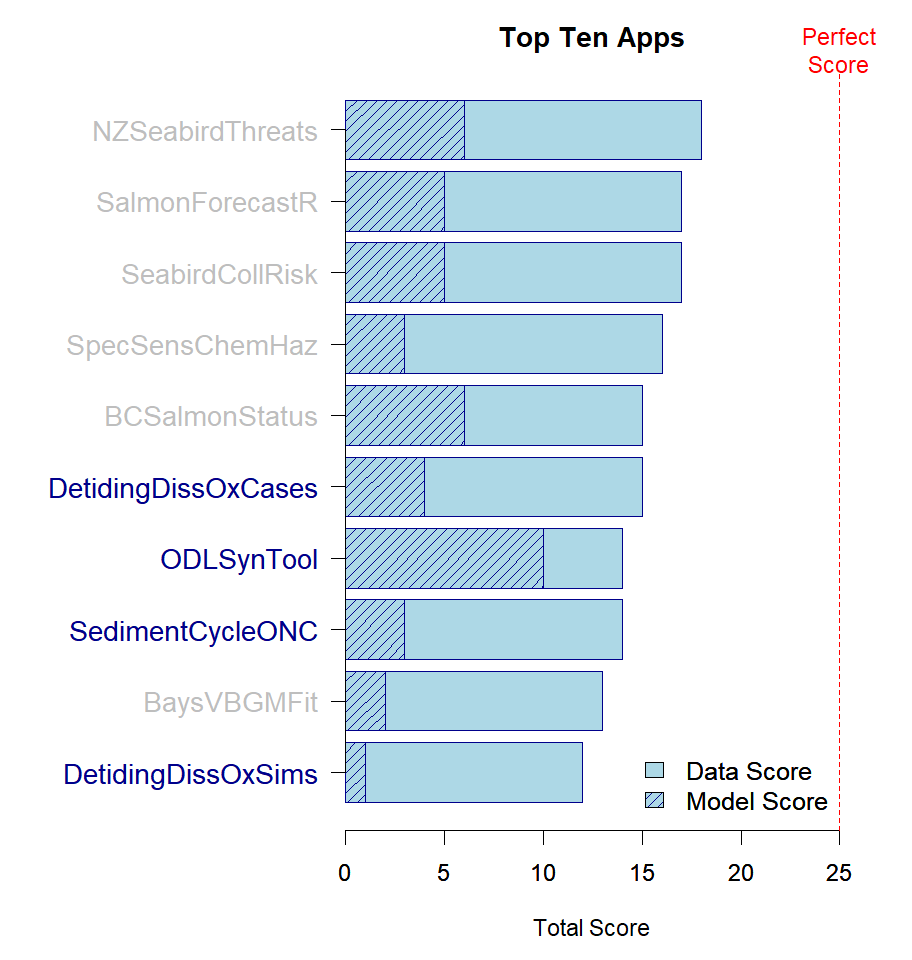 Top Ten Apps
Perfect
Score
NZSeabirdThreats
SalmonForecastR
SeabirdCollRisk
SpecSensChemHaz
BCSalmonStatus
DetidingDissOxCases
ODLSynTool
SedimentCycleONC
BaysVBGMFit
DetidingDissOxSims
Data Score
Model Score
0 5 10 15 20 25
Total Score